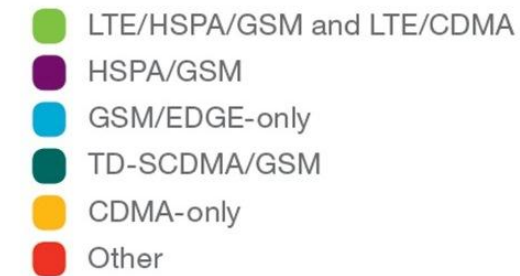 LTE/HSPA/GSM and LTE/CDMA
HSPA/GSM
GSM/EDGE-only
TD-SCDMA/GSM
CDMA-only
Other